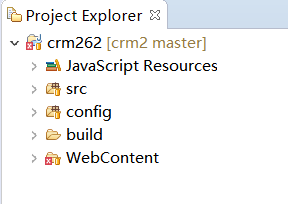 Project Explorer
crm262 [crm2 master]
JavaScript Resources
src
config
build
WebContent